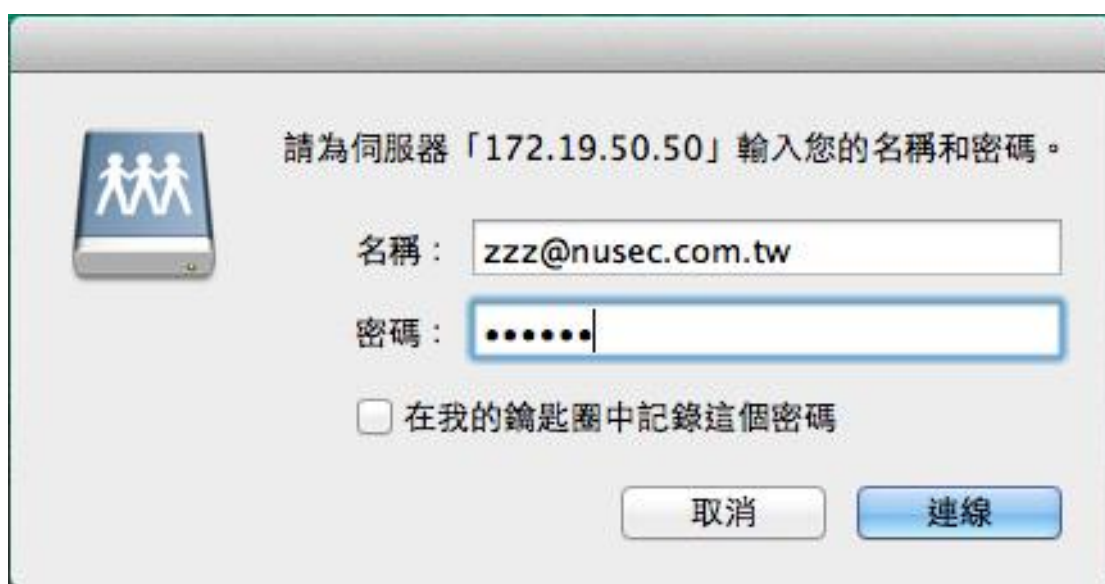 請為伺服器「172.19.50.50」輸入您的名稱和密碼。
名稱： zzz@nusec.com.tw
密碼： ••••••
在我的鑰匙圈中記錄這個密碼
取消 連線